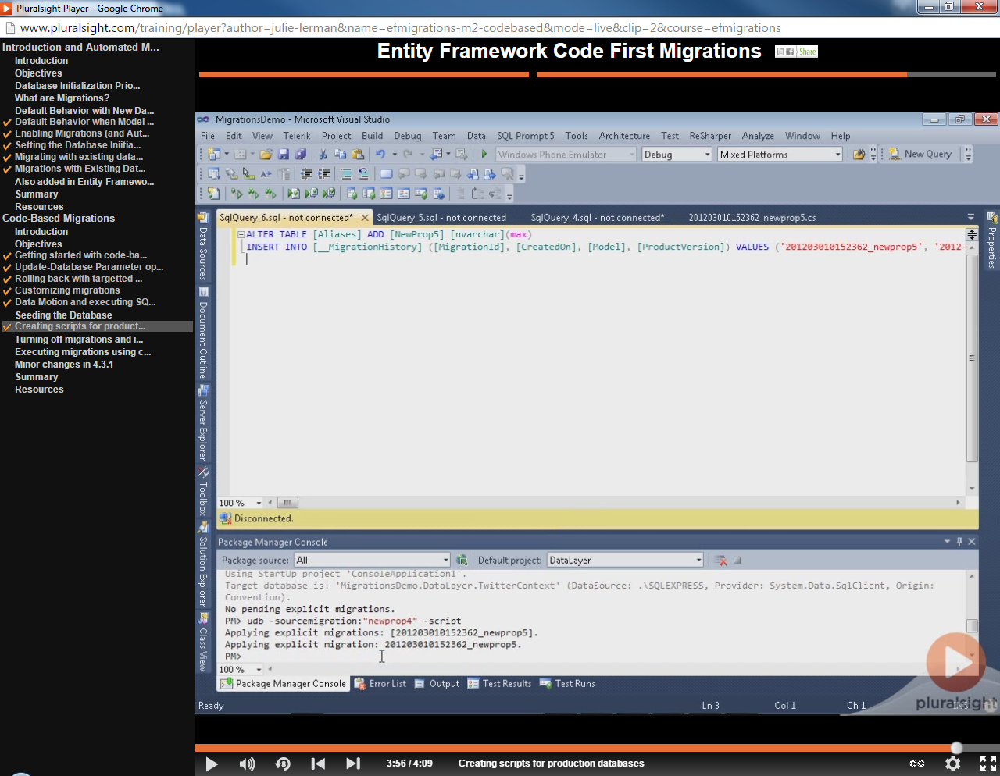 Pluralsight Player - Google Chrome
www.pluralsight.com/training/player?author=julie-lerman&name=efmigrations-m2-codebased&mode=live&clip=2&course=efmigrations
Introduction and Automated M...
Introduction
Objectives
Database Initialization Prio...
What are Migrations?
Default Behavior with New Da...
Default Behavior when Model ...
Enabling Migrations (and Aut...
Setting the Database Iniitia...
Migrating with existing data...
Migrations with Existing Dat...
Also added in Entity Framewo...
Summary
Resources
Code-Based Migrations
Introduction
Objectives
Getting started with code-ba...
Update-Database Parameter op...
Rolling back with targetted ...
Customizing migrations
Data Motion and executing SQ...
Seeding the Database
Creating scripts for product...
Turning off migrations and i...
Executing migrations using c...
Minor changes in 4.3.1
Summary
Resources
Entity Framework Code First Migrations
Share
MigrationsDemo - Microsoft Visual Studio
File Edit View Telerik Project Build Debug Team Data SQL Prompt 5 Tools Architecture Test ReSharper Analyze Window Help
Windows Phone Emulator Debug Mixed Platforms New Query
SqlQuery_6.sql - not connected* SqlQuery_5.sql - not connected SqlQuery_4.sql - not connected* 201203010152362_newprop5.cs
ALTER TABLE [Aliases] ADD [NewProp5] [nvarchar](max)
INSERT INTO [__MigrationHistory] ([MigrationId], [CreatedOn], [Model], [ProductVersion]) VALUES ('201203010152362_newprop5', '2012-
Data Sources
Document Outline
Server Explorer
Toolbox
Solution Explorer
Class View
Properties
100 %
Disconnected.
Package Manager Console
Package source: All Default project: DataLayer
Using StartUp project 'ConsoleApplication1'.
Target database is: 'MigrationsDemo.DataLayer.TwitterContext' (DataSource: .\SQLEXPRESS, Provider: System.Data.SqlClient, Origin:
Convention).
No pending explicit migrations.
PM> udb -sourcemigration:"newprop4" -script
Applying explicit migrations: [201203010152362_newprop5].
Applying explicit migration: 201203010152362_newprop5.
PM>
100 %
Package Manager Console Error List Output Test Results Test Runs
Ready Ln 3 Col 1 Ch 1 INS
pluralsight
3:56 / 4:09 Creating scripts for production databases
CC